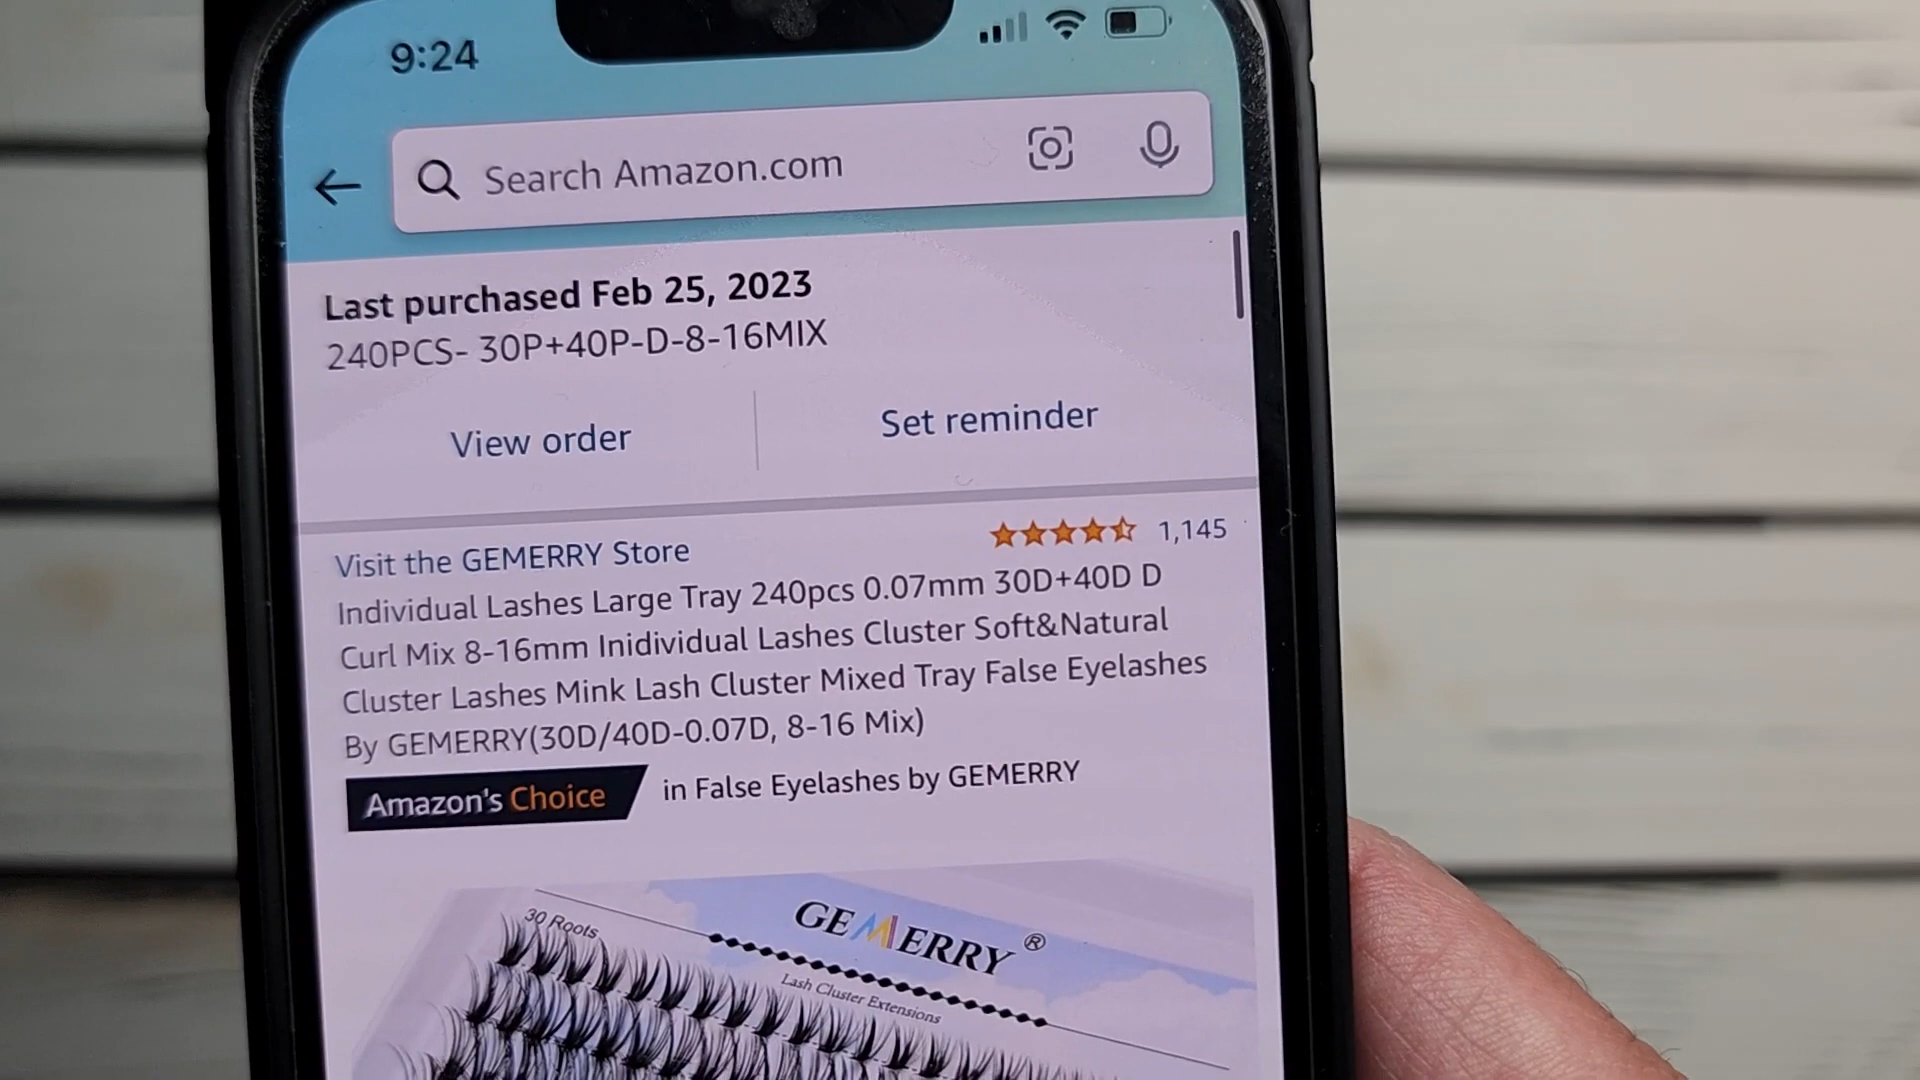 9:24
Search Amazon.com
Last purchased Feb 25, 2023
240PCS- 30P+40P-D-8-16MIX
View order
Set reminder
Visit the GEMERRY Store
1,145
Individual Lashes Large Tray 240pcs 0.07mm 30D+40D D
Curl Mix 8-16mm Inidividual Lashes Cluster Soft&Natural
Cluster Lashes Mink Lash Cluster Mixed Tray False Eyelashes
By GEMERRY(30D/40D-0.07D, 8-16 Mix)
Amazon's Choice in False Eyelashes by GEMERRY
30 Roots
GEMERRY ®
Lash Cluster Extensions